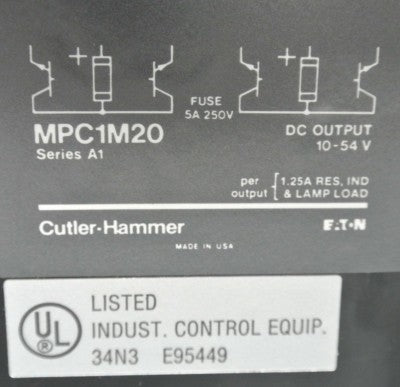 +
+
FUSE
5A 250V
MPC1M20
Series A1
DC OUTPUT
10-54 V
per output { 1.25A RES, IND
& LAMP LOAD
Cutler-Hammer
E·T·N
MADE IN USA
UL ®
LISTED
INDUST. CONTROL EQUIP.
34N3 E95449